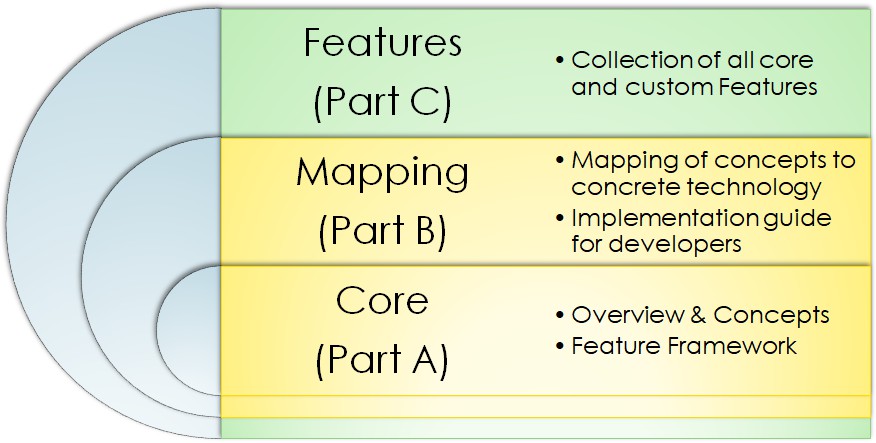 Features
(Part C)
• Collection of all core
and custom Features
Mapping
(Part B)
• Mapping of concepts to
concrete technology
• Implementation guide
for developers
Core
(Part A)
• Overview & Concepts
• Feature Framework